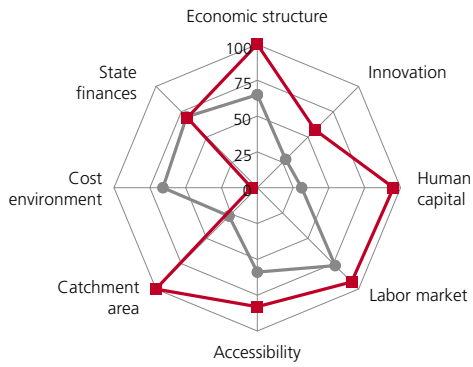 Economic structure
State
finances
100
Innovation
75
50
25
Cost
environment
0
Human
capital
Catchment
area
Labor market
Accessibility